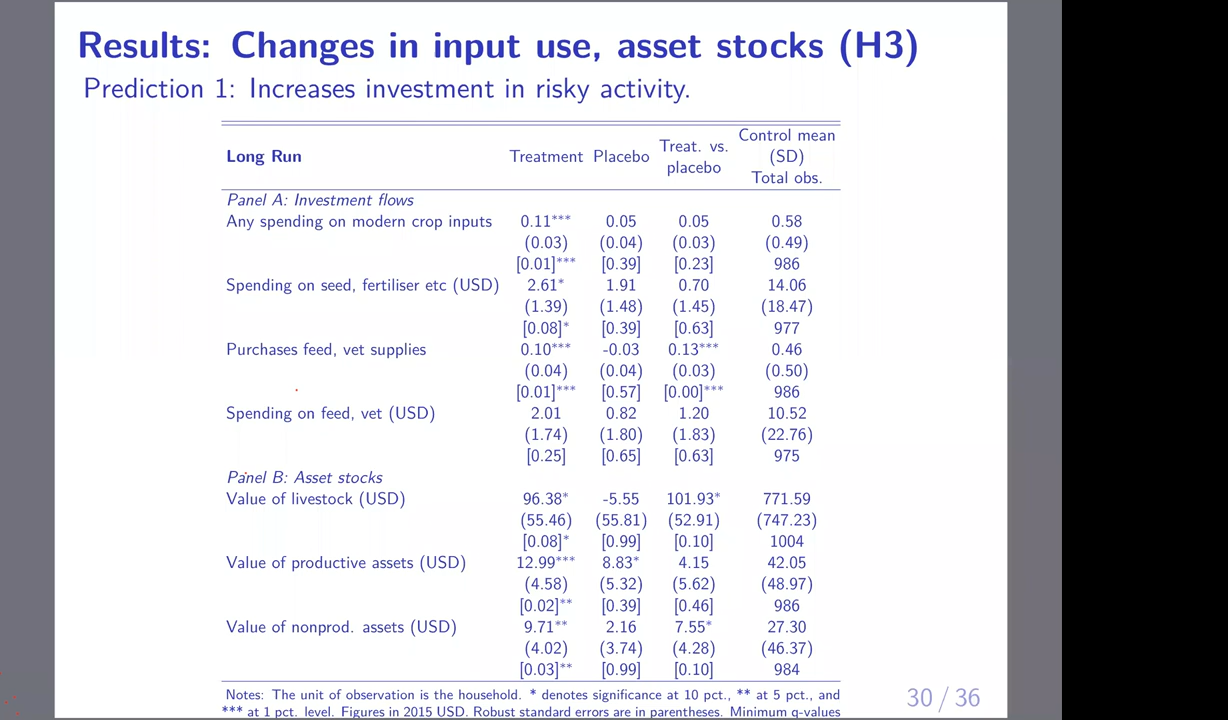 Results: Changes in input use, asset stocks (H3)
Prediction 1: Increases investment in risky activity.
Long Run Treatment Placebo Treat. vs. placebo Control mean (SD) Total obs.
Panel A: Investment flows
Any spending on modern crop inputs 0.11*** 0.05 0.05 0.58
(0.03) (0.04) (0.03) (0.49)
[0.01]*** [0.39] [0.23] 986
Spending on seed, fertiliser etc (USD) 2.61* 1.91 0.70 14.06
(1.39) (1.48) (1.45) (18.47)
[0.08]* [0.39] [0.63] 977
Purchases feed, vet supplies 0.10*** -0.03 0.13*** 0.46
(0.04) (0.04) (0.03) (0.50)
[0.01]*** [0.57] [0.00]*** 986
Spending on feed, vet (USD) 2.01 0.82 1.20 10.52
(1.74) (1.80) (1.83) (22.76)
[0.25] [0.65] [0.63] 975
Panel B: Asset stocks
Value of livestock (USD) 96.38* -5.55 101.93* 771.59
(55.46) (55.81) (52.91) (747.23)
[0.08]* [0.99] [0.10] 1004
Value of productive assets (USD) 12.99*** 8.83* 4.15 42.05
(4.58) (5.32) (5.62) (48.97)
[0.02]** [0.39] [0.46] 986
Value of nonprod. assets (USD) 9.71** 2.16 7.55* 27.30
(4.02) (3.74) (4.28) (46.37)
[0.03]** [0.99] [0.10] 984
Notes: The unit of observation is the household. * denotes significance at 10 pct., ** at 5 pct., and
*** at 1 pct. level. Figures in 2015 USD. Robust standard errors are in parentheses. Minimum q-values
30 / 36